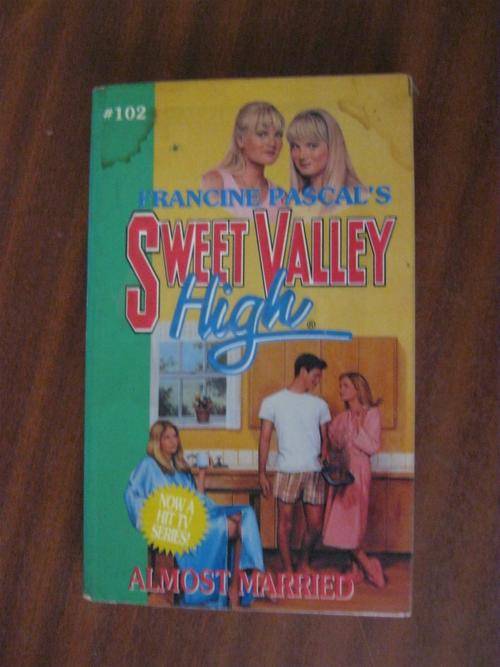 #102
FRANCINE PASCAL'S
SWEET VALLEY
High®
NOW A
HIT TV
SERIES!
ALMOST MARRIED